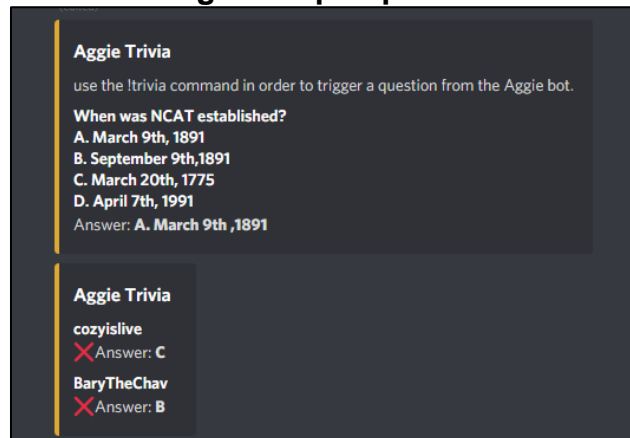 Aggie Trivia
use the !trivia command in order to trigger a question from the Aggie bot.
When was NCAT established?
A. March 9th, 1891
B. September 9th,1891
C. March 20th, 1775
D. April 7th, 1991
Answer: A. March 9th ,1891
Aggie Trivia
cozyislive
❌Answer: C
BaryTheChav
❌Answer: B